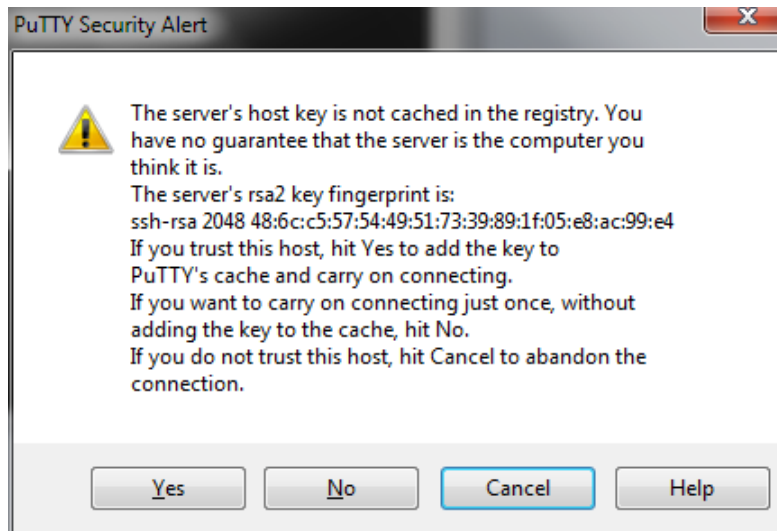 PuTTY Security Alert
The server's host key is not cached in the registry. You
have no guarantee that the server is the computer you
think it is.
The server's rsa2 key fingerprint is:
ssh-rsa 2048 48:6c:c5:57:54:49:51:73:39:89:1f:05:e8:ac:99:e4
If you trust this host, hit Yes to add the key to
PuTTY's cache and carry on connecting.
If you want to carry on connecting just once, without
adding the key to the cache, hit No.
If you do not trust this host, hit Cancel to abandon the
connection.
Yes No Cancel Help